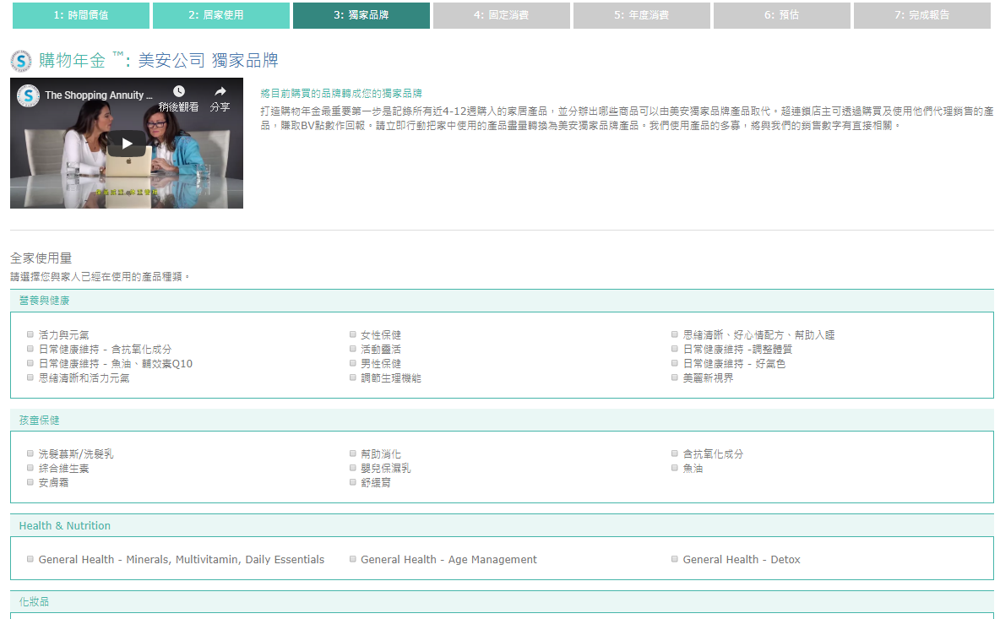 1: 時間價值
2: 居家使用
3: 獨家品牌
4: 固定消費
5: 年度消費
6: 預估
7: 完成報告
購物年金 ™: 美安公司 獨家品牌
The Shopping Annuity ...
稍後觀看
分享
將目前購買的品牌轉成您的獨家品牌
打造購物年金最重要第一步是記錄所有近4-12週購入的家居產品，並分辦出哪些商品可以由美安獨家品牌產品取代。超連鎖店主可透過購買及使用他們代理銷售的產
品，賺取BV點數作回報。請立即行動把家中使用的產品盡量轉換為美安獨家品牌產品。我們使用產品的多寡，將與我們的銷售數字有直接相關。
全家使用量
請選擇您與家人已經在使用的產品種類。
營養與健康
活力與元氣
女性保健
思緒清晰、好心情配方、幫助入睡
日常健康維持 - 含抗氧化成分
活動靈活
日常健康維持 -調整體質
日常健康維持 - 魚油、輔效素Q10
男性保健
日常健康維持 - 好氣色
思緒清晰和活力元氣
調節生理機能
美麗新視界
孩童保健
洗髮慕斯/洗髮乳
幫助消化
含抗氧化成分
綜合維生素
嬰兒保濕乳
魚油
安膚霜
舒緩膏
Health & Nutrition
General Health - Minerals, Multivitamin, Daily Essentials
General Health - Age Management
General Health - Detox
化妝品